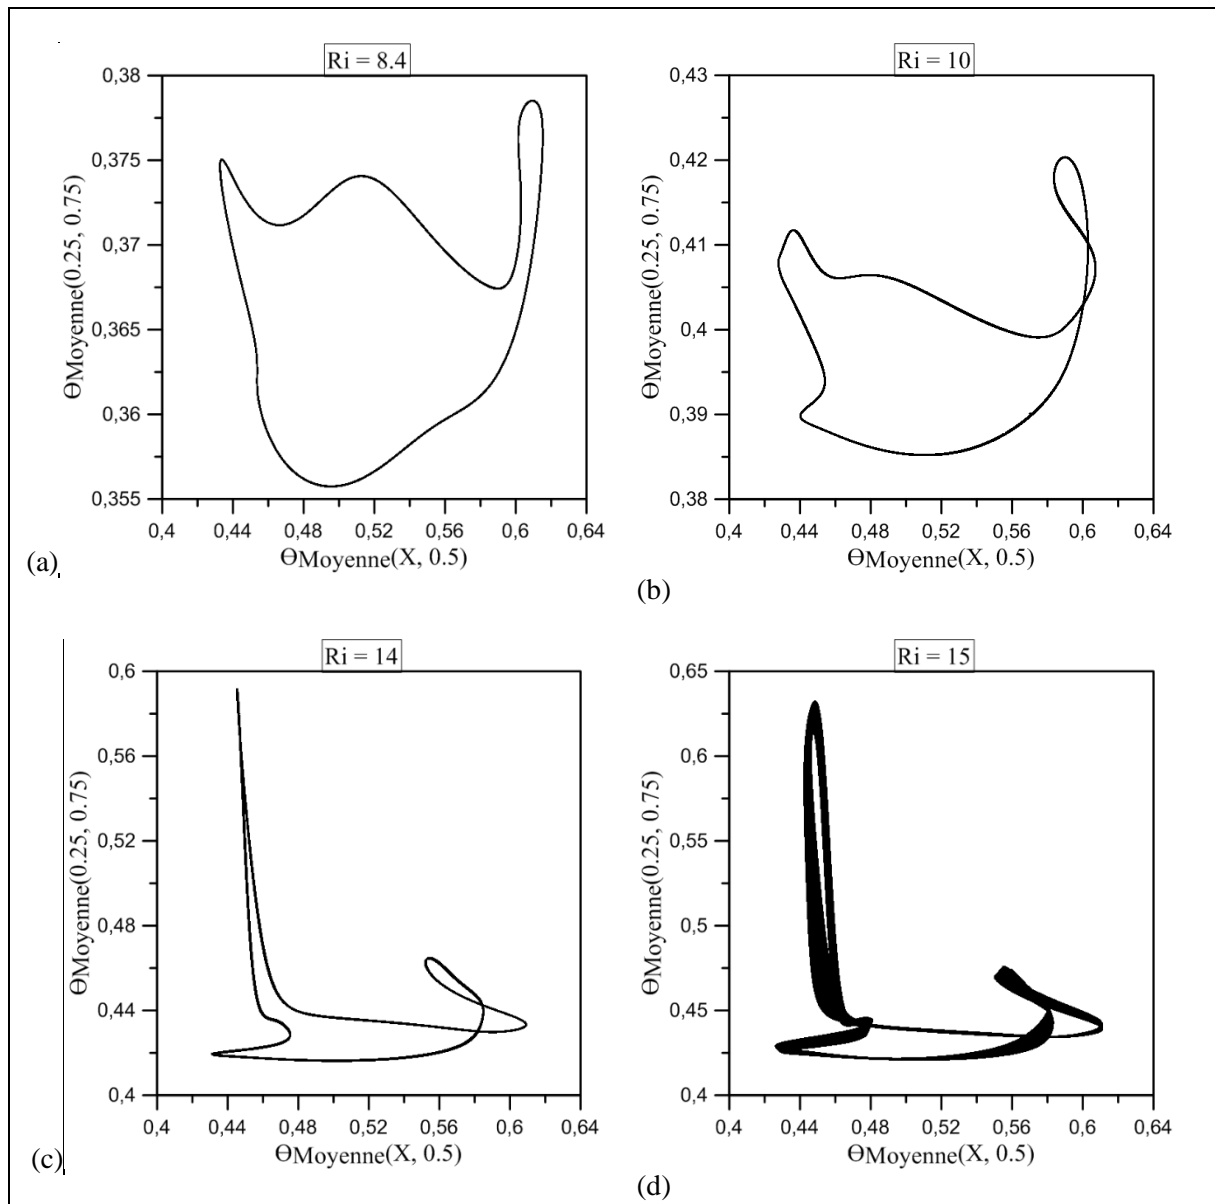 Ri = 8.4
0,38
0,375
0,37
0,365
0,36
0,355
ΘMoyenne(0.25, 0.75)
0,4 0,44 0,48 0,52 0,56 0,6 0,64
ΘMoyenne(X, 0.5)
(a)
Ri = 10
0,43
0,42
0,41
0,4
0,39
0,38
ΘMoyenne(0.25, 0.75)
0,4 0,44 0,48 0,52 0,56 0,6 0,64
ΘMoyenne(X, 0.5)
(b)
Ri = 14
0,6
0,56
0,52
0,48
0,44
0,4
ΘMoyenne(0.25, 0.75)
0,4 0,44 0,48 0,52 0,56 0,6 0,64
ΘMoyenne(X, 0.5)
(c)
Ri = 15
0,65
0,6
0,55
0,5
0,45
0,4
ΘMoyenne(0.25, 0.75)
0,4 0,44 0,48 0,52 0,56 0,6 0,64
ΘMoyenne(X, 0.5)
(d)